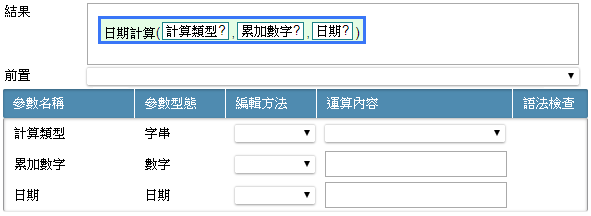 結果
日期計算(計算類型?,累加數字?,日期?)
前置
參數名稱 參數型態 編輯方法 運算內容 語法檢查
計算類型 字串
累加數字 數字
日期 日期